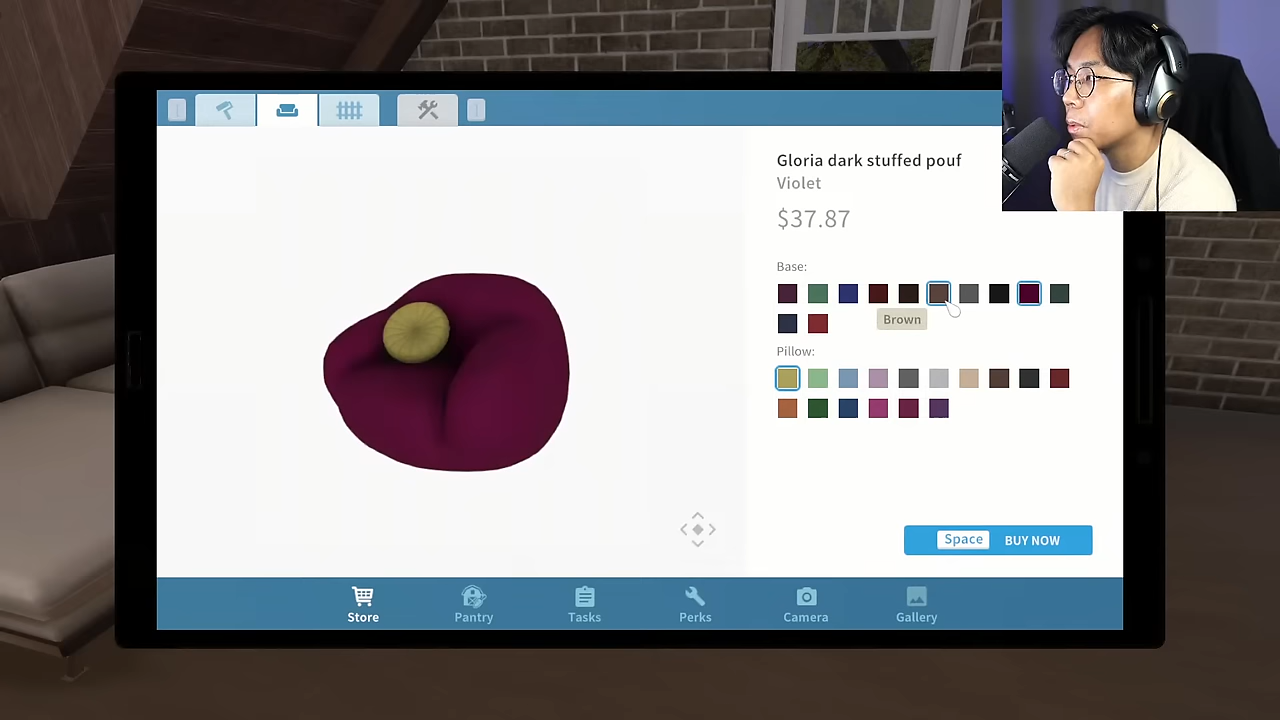 Gloria dark stuffed pouf
Violet
$37.87
Base:
Brown
Pillow:
Space BUY NOW
Store Pantry Tasks Perks Camera Gallery